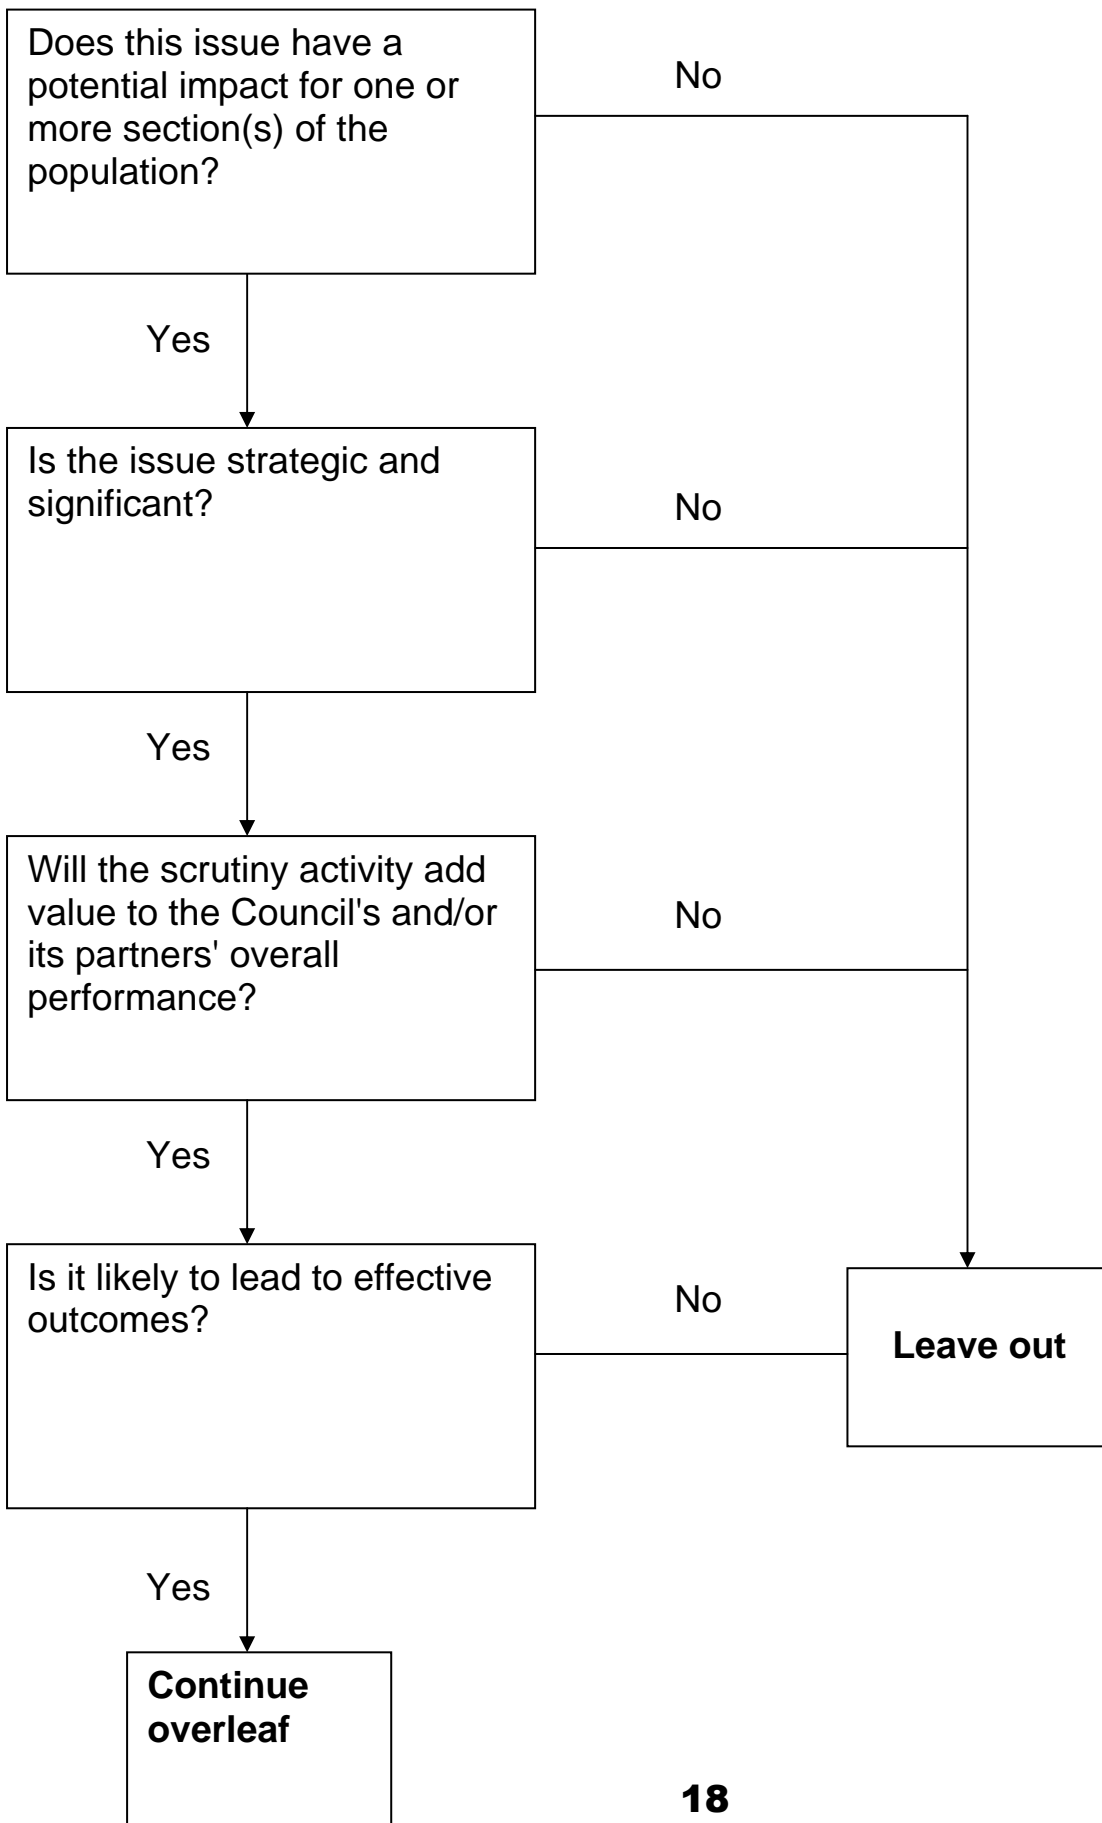 Does this issue have a
potential impact for one or
more section(s) of the
population?
No
Yes
Is the issue strategic and
significant?
No
Yes
Will the scrutiny activity add
value to the Council's and/or
its partners' overall
performance?
No
Yes
Is it likely to lead to effective
outcomes?
No
Leave out
Yes
Continue
overleaf
18